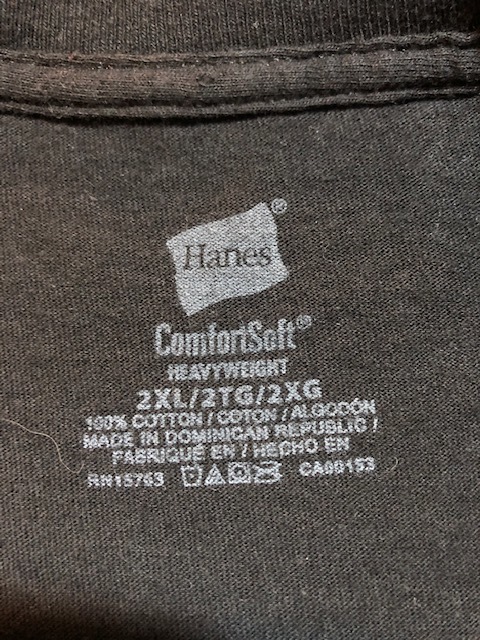 Hanes®
ComfortSoft®
HEAVYWEIGHT
2XL/2TG/2XG
100% COTTON / COTON / ALGODÓN
MADE IN DOMINICAN REPUBLIC /
FABRIQUÉ EN / HECHO EN
RN15763 CA00153